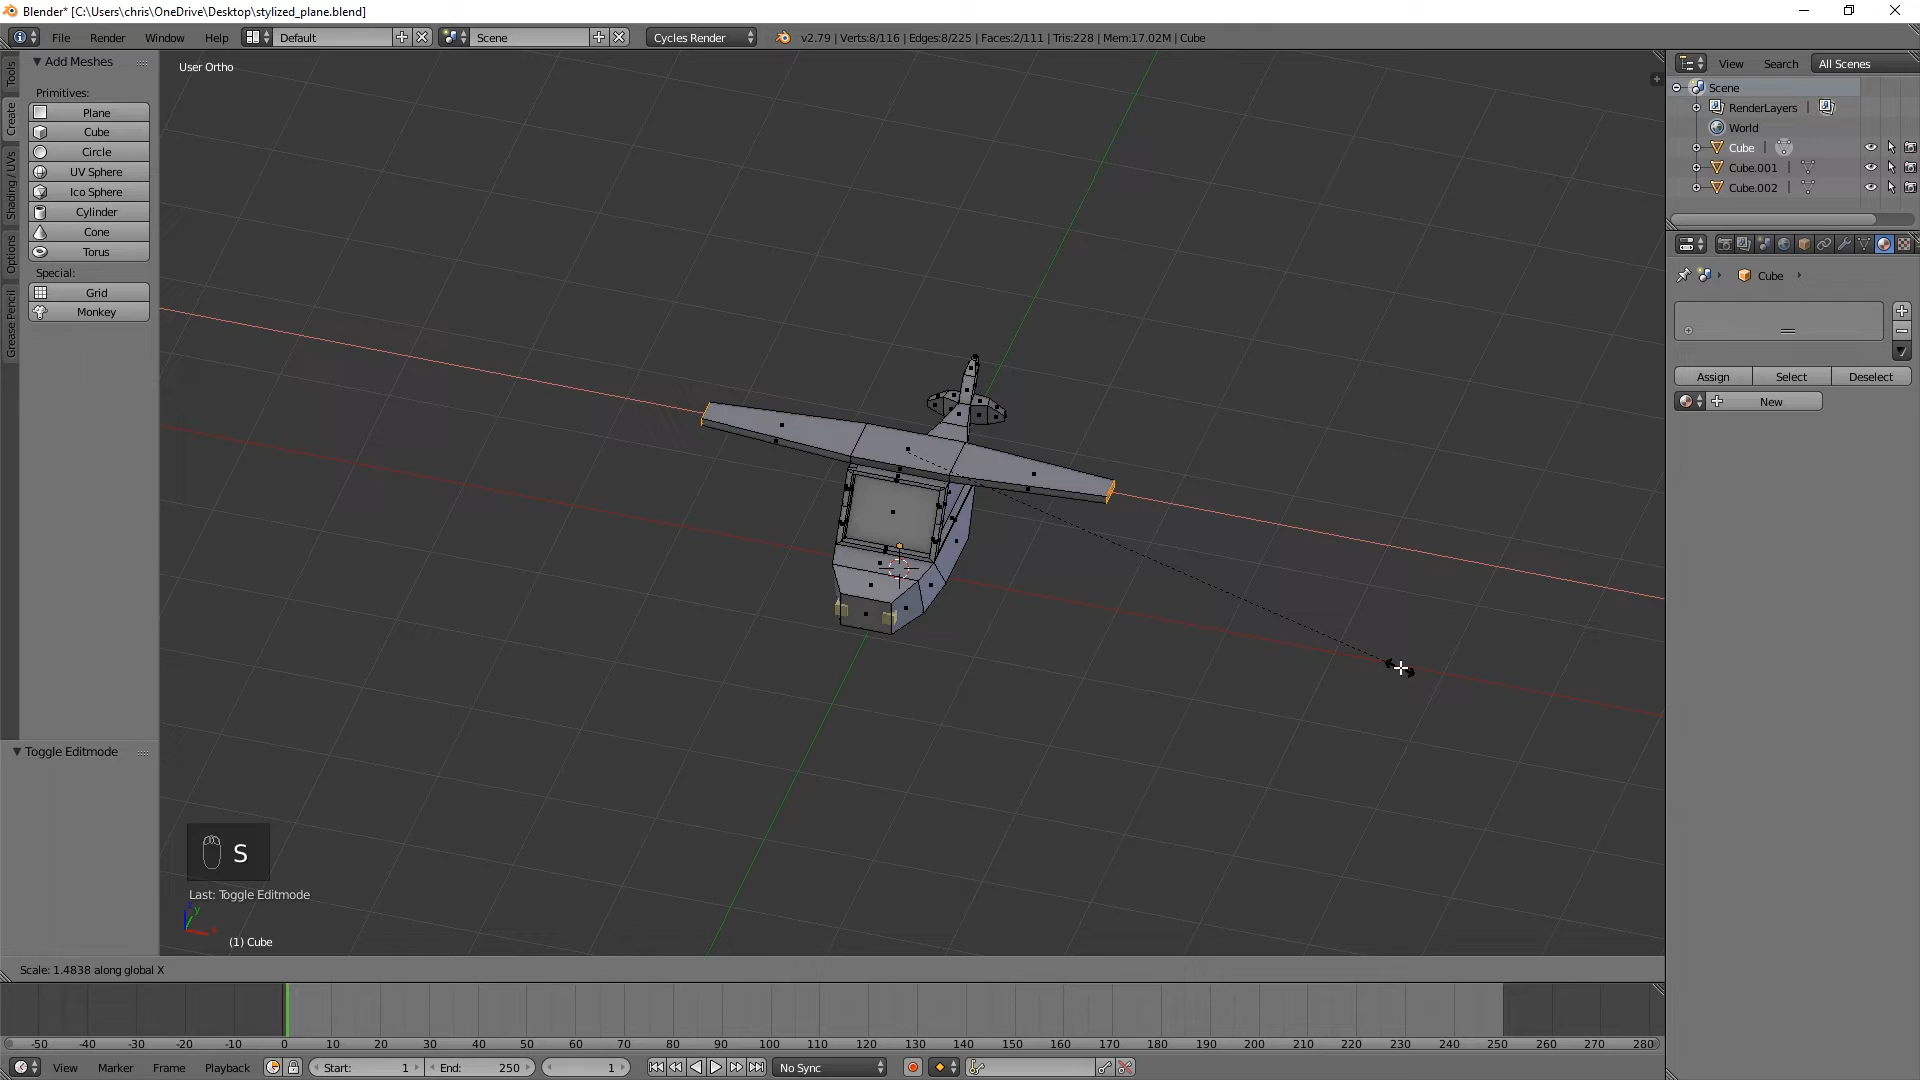 Blender* [C:\Users\chris\OneDrive\Desktop\stylized_plane.blend]
File Render Window Help Default Scene Cycles Render v2.79 | Verts:8/116 | Edges:8/225 | Faces:2/111 | Tris:228 | Mem:17.02M | Cube
Tools
Create
Shading / UVs
Options
Grease Pencil
Add Meshes
Primitives:
Plane
Cube
Circle
UV Sphere
Ico Sphere
Cylinder
Cone
Torus
Special:
Grid
Monkey
Toggle Editmode
User Ortho
S
Last: Toggle Editmode
z
y
x
(1) Cube
Scale: 1.4838 along global X
View Search All Scenes
Scene
RenderLayers |
World
Cube |
Cube.001 |
Cube.002 |
Cube
Assign Select Deselect
New
-50 -40 -30 -20 -10 0 10 20 30 40 50 60 70 80 90 100 110 120 130 140 150 160 170 180 190 200 210 220 230 240 250 260 270 280
View Marker Frame Playback Start: 1 End: 250 1 No Sync